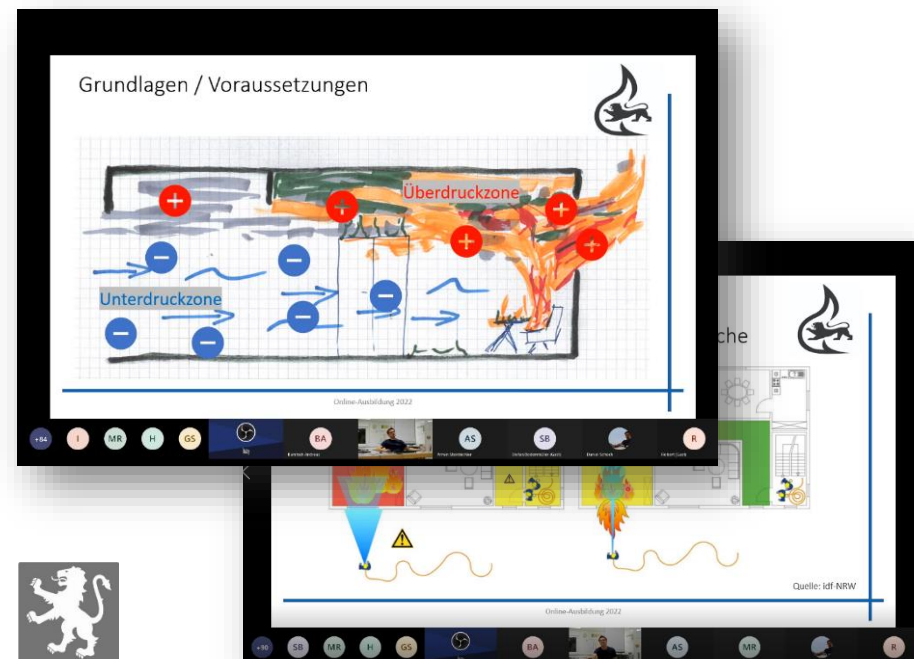 Grundlagen / Voraussetzungen
Überdruckzone
Unterdruckzone
Online-Ausbildung 2022
+84
I
MR
H
GS
BA
AS
SB
R
che
Quelle: idF-NRW
Online-Ausbildung 2022
+90
SB
MR
H
GS
BA
AS
MR
R